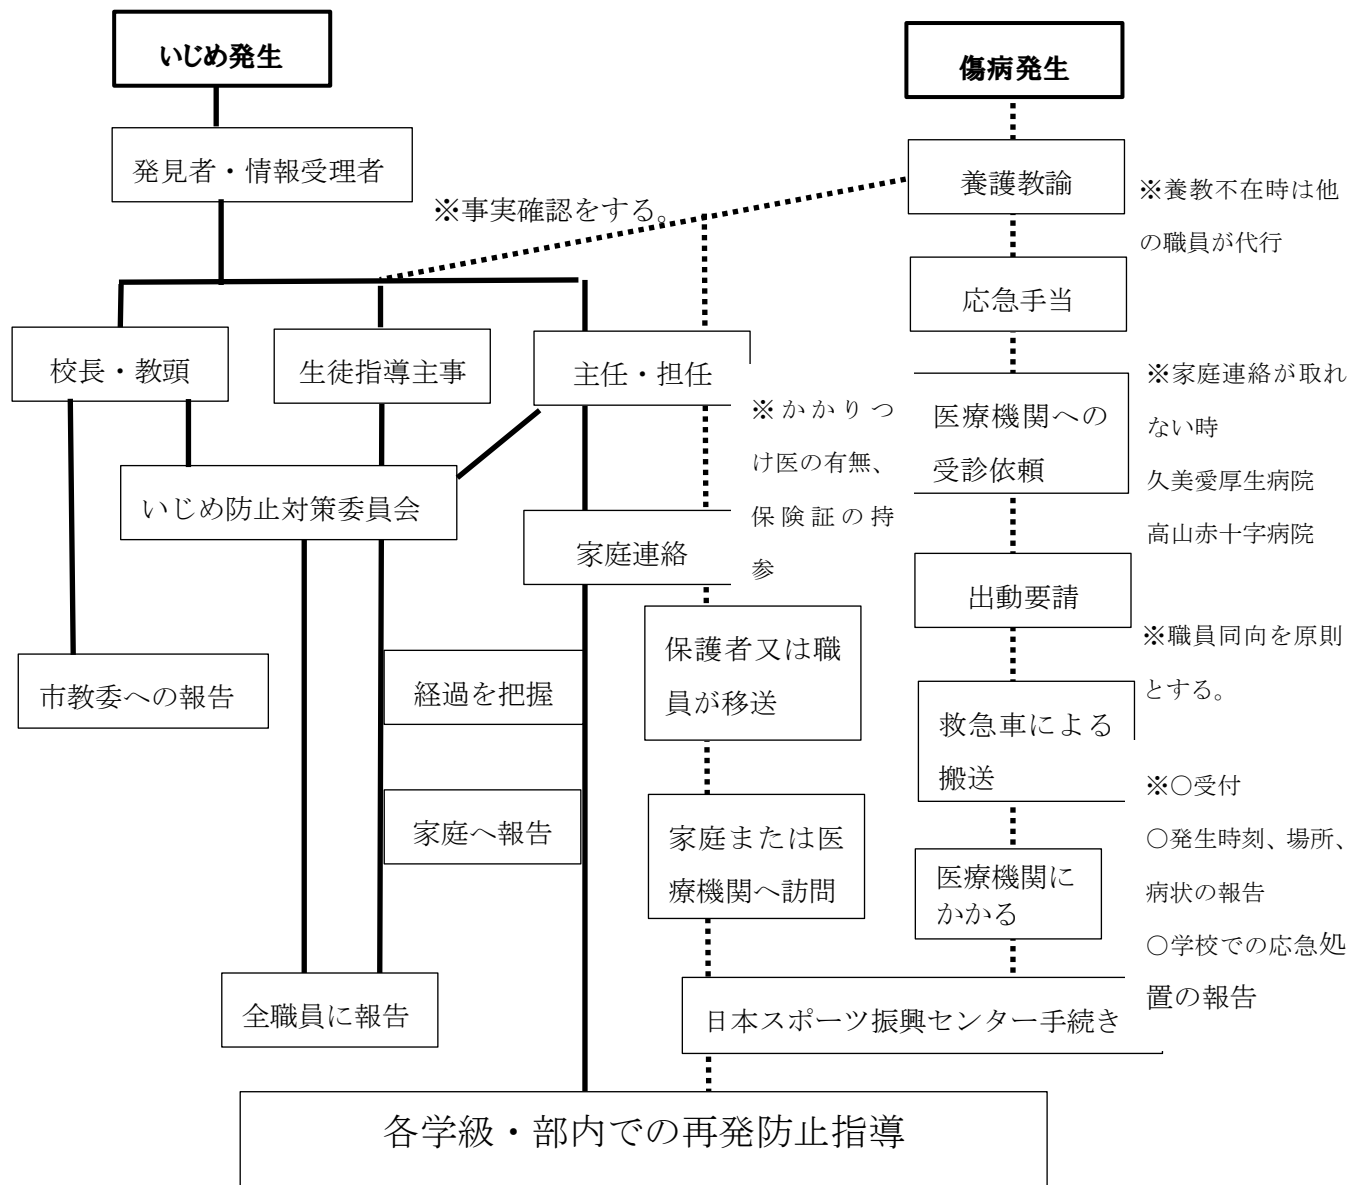 いじめ発生
傷病発生
発見者・情報受理者
養護教諭
※養教不在時は他
の職員が代行
※事実確認をする。
応急手当
校長・教頭
生徒指導主事
主任・担任
※かかりつ
け医の有無、
保険証の持
参
医療機関への
受診依頼
※家庭連絡が取れ
ない時
久美愛厚生病院
高山赤十字病院
いじめ防止対策委員会
家庭連絡
出動要請
※職員同向を原則
とする。
市教委への報告
経過を把握
保護者又は職
員が移送
救急車による
搬送
※○受付
○発生時刻、場所、
病状の報告
○学校での応急処
置の報告
家庭へ報告
家庭または医
療機関へ訪問
医療機関に
かかる
全職員に報告
日本スポーツ振興センター手続き
各学級・部内での再発防止指導